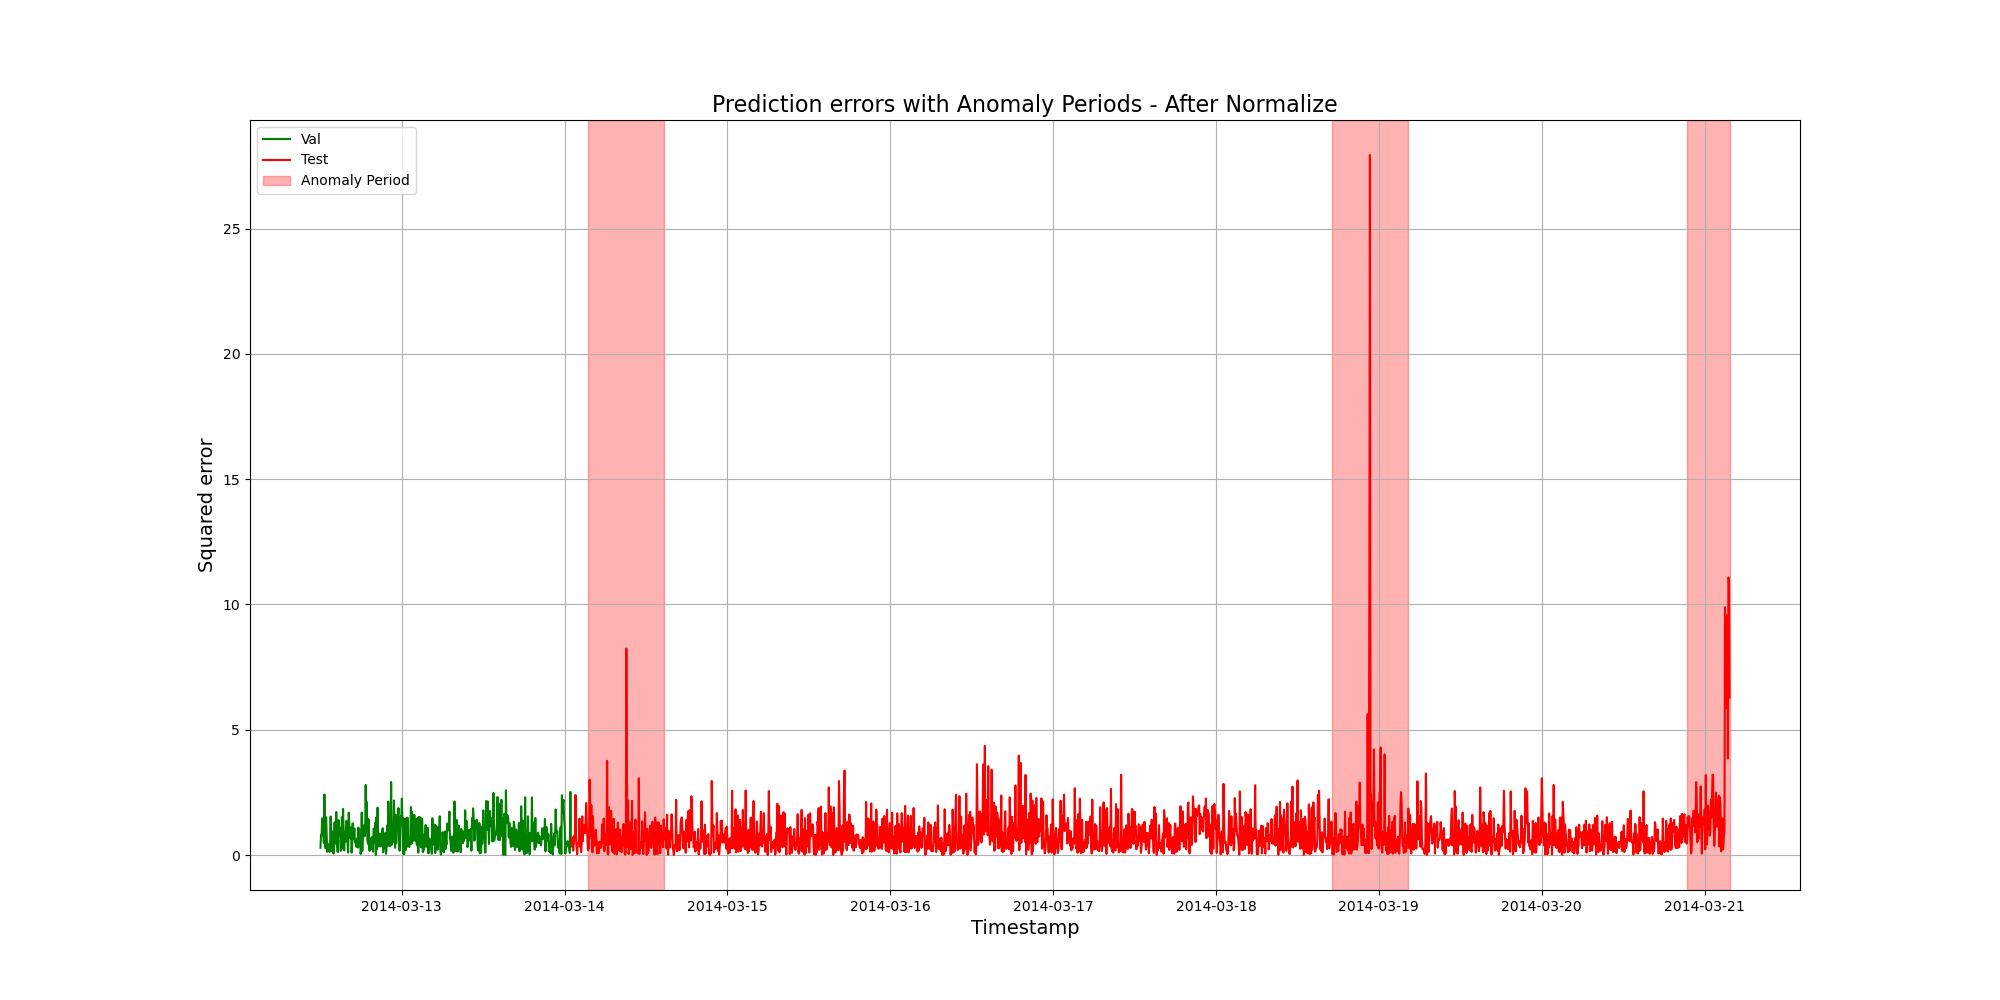 Prediction errors with Anomaly Periods - After Normalize
Val
Test
Anomaly Period
Squared error
25
20
15
10
5
0
2014-03-13
2014-03-14
2014-03-15
2014-03-16
2014-03-17
2014-03-18
2014-03-19
2014-03-20
2014-03-21
Timestamp